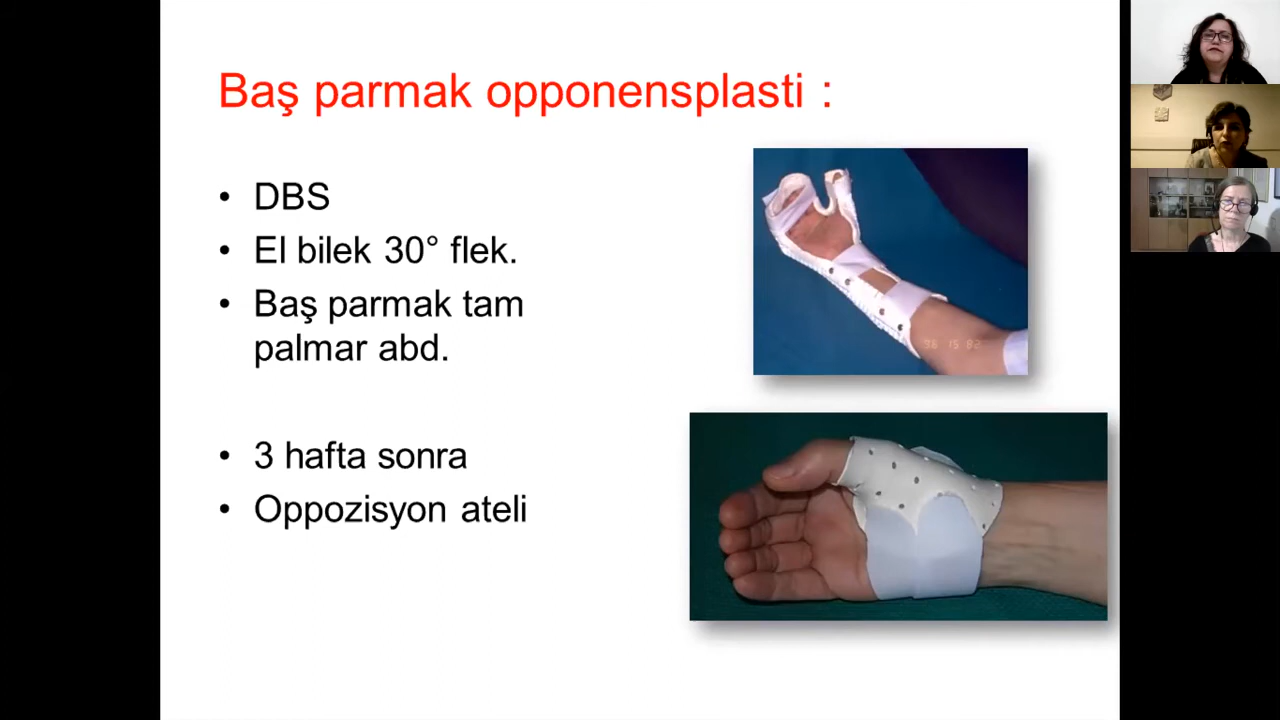 Baş parmak opponensplasti :
• DBS
• El bilek 30° flek.
• Baş parmak tam
palmar abd.
• 3 hafta sonra
• Oppozisyon ateli